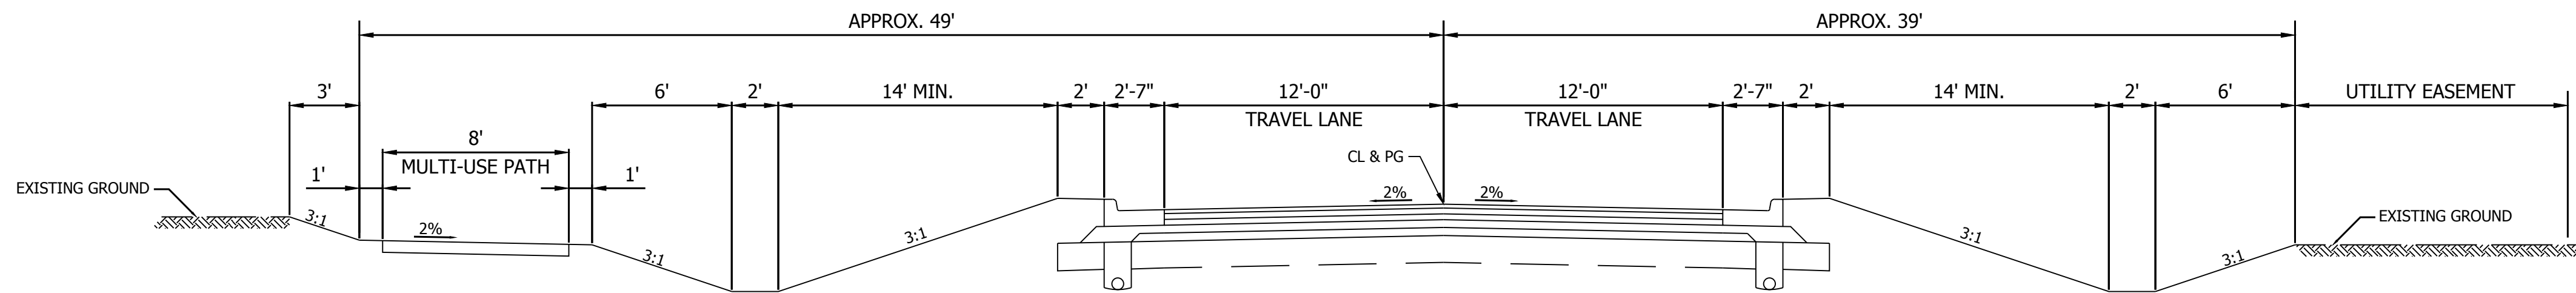 APPROX. 49'
APPROX. 39'
3'
6'
2'
14' MIN.
2'
2'-7"
12'-0"
12'-0"
2'-7"
2'
14' MIN.
2'
6'
UTILITY EASEMENT
TRAVEL LANE
TRAVEL LANE
8'
MULTI-USE PATH
1'
1'
CL & PG
EXISTING GROUND
2%
2%
3:1
2%
3:1
3:1
3:1
3:1
EXISTING GROUND